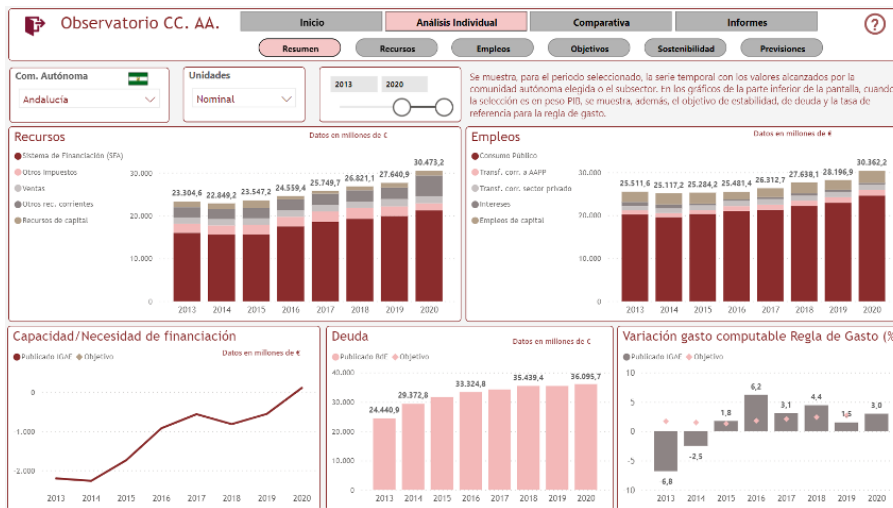 Observatorio CC. AA.
Inicio
Análisis Individual
Comparativa
Informes
?
Resumen
Recursos
Empleos
Objetivos
Sostenibilidad
Previsiones
Com. Autónoma
Andalucía
Unidades
Nominal
2013 2020
Se muestra, para el periodo seleccionado, la serie temporal con los valores alcanzados por la
comunidad autónoma elegida o el subsector. En los gráficos de la parte inferior de la pantalla, cuando
la selección es en peso PIB, se muestra, además, el objetivo de estabilidad, de deuda y la tasa de
referencia para la regla de gasto.
Recursos
Datos en millones de €
Sistema de Financiación (SFA)
Otros impuestos
Ventas
Otros rec. corrientes
Recursos de capital
30.000
20.000
10.000
0
23.304,6 22.849,2 23.547,2 24.559,4 25.749,7 26.821,1 27.640,9 30.473,2
2013 2014 2015 2016 2017 2018 2019 2020
Empleos
Datos en millones de €
Consumo Público
Transf. corr. a AAPP
Transf. corr. sector privado
Intereses
Empleos de capital
30.000
20.000
10.000
0
25.511,6 25.117,2 25.284,2 25.481,4 26.312,7 27.638,1 28.196,9 30.362,2
2013 2014 2015 2016 2017 2018 2019 2020
Capacidad/Necesidad de financiación
Publicado IGAE Objetivo
Datos en millones de €
0
-1.000
-2.000
2013 2014 2015 2016 2017 2018 2019 2020
Deuda
Datos en millones de €
Publicado BdE Objetivo
40.000
30.000
20.000
10.000
0
24.440,9 29.372,8 33.324,8 35.439,4 36.095,7
2013 2014 2015 2016 2017 2018 2019 2020
Variación gasto computable Regla de Gasto (%
Publicado IGAE Objetivo
10
5
0
5
10
6,8 -2,5 1,8 6,2 3,1 4,4 1,5 3,0
2013 2014 2015 2016 2017 2018 2019 2020